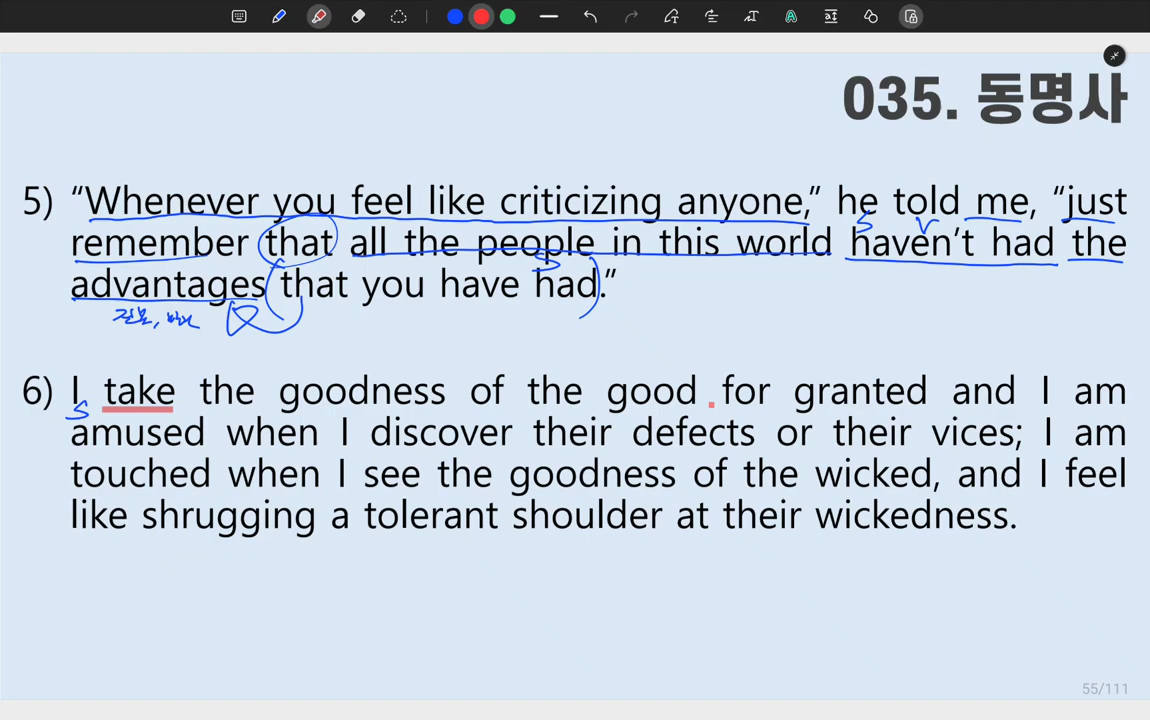 035. 동명사
5) “Whenever you feel like criticizing anyone,” he told me, “just
S V
remember that all the people in this world haven’t had the
S
advantages that you have had.”
6) I take the goodness of the good for granted and I am
S
amused when I discover their defects or their vices; I am
touched when I see the goodness of the wicked, and I feel
like shrugging a tolerant shoulder at their wickedness.
55/111